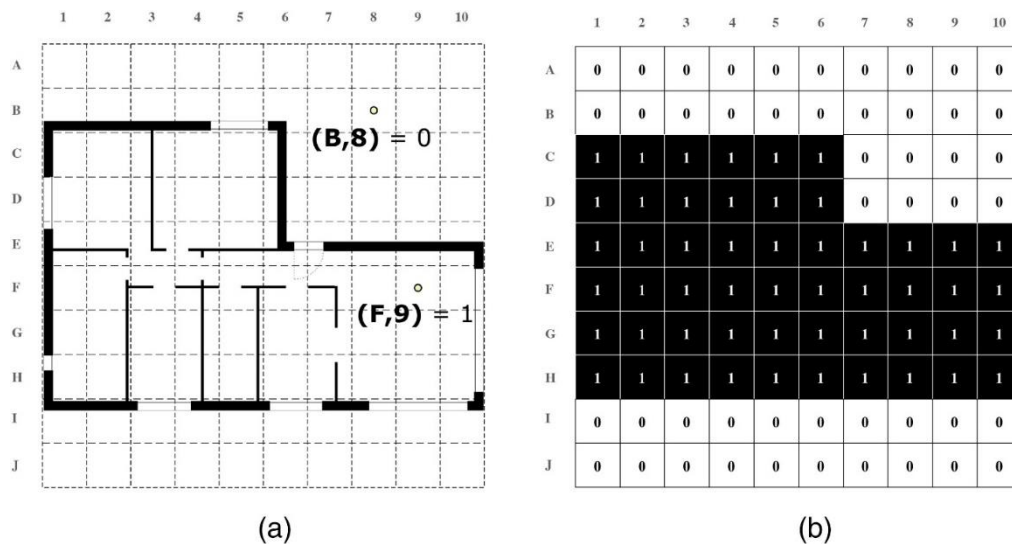 1 2 3 4 5 6 7 8 9 10
A
B
(B,8) = 0
C
D
E
F
(F,9) = 1
G
H
I
J
(a)
1 2 3 4 5 6 7 8 9 10
A 0 0 0 0 0 0 0 0 0 0
B 0 0 0 0 0 0 0 0 0 0
C 1 1 1 1 1 1 0 0 0 0
D 1 1 1 1 1 1 0 0 0 0
E 1 1 1 1 1 1 1 1 1 1
F 1 1 1 1 1 1 1 1 1 1
G 1 1 1 1 1 1 1 1 1 1
H 1 1 1 1 1 1 1 1 1 1
I 0 0 0 0 0 0 0 0 0 0
J 0 0 0 0 0 0 0 0 0 0
(b)